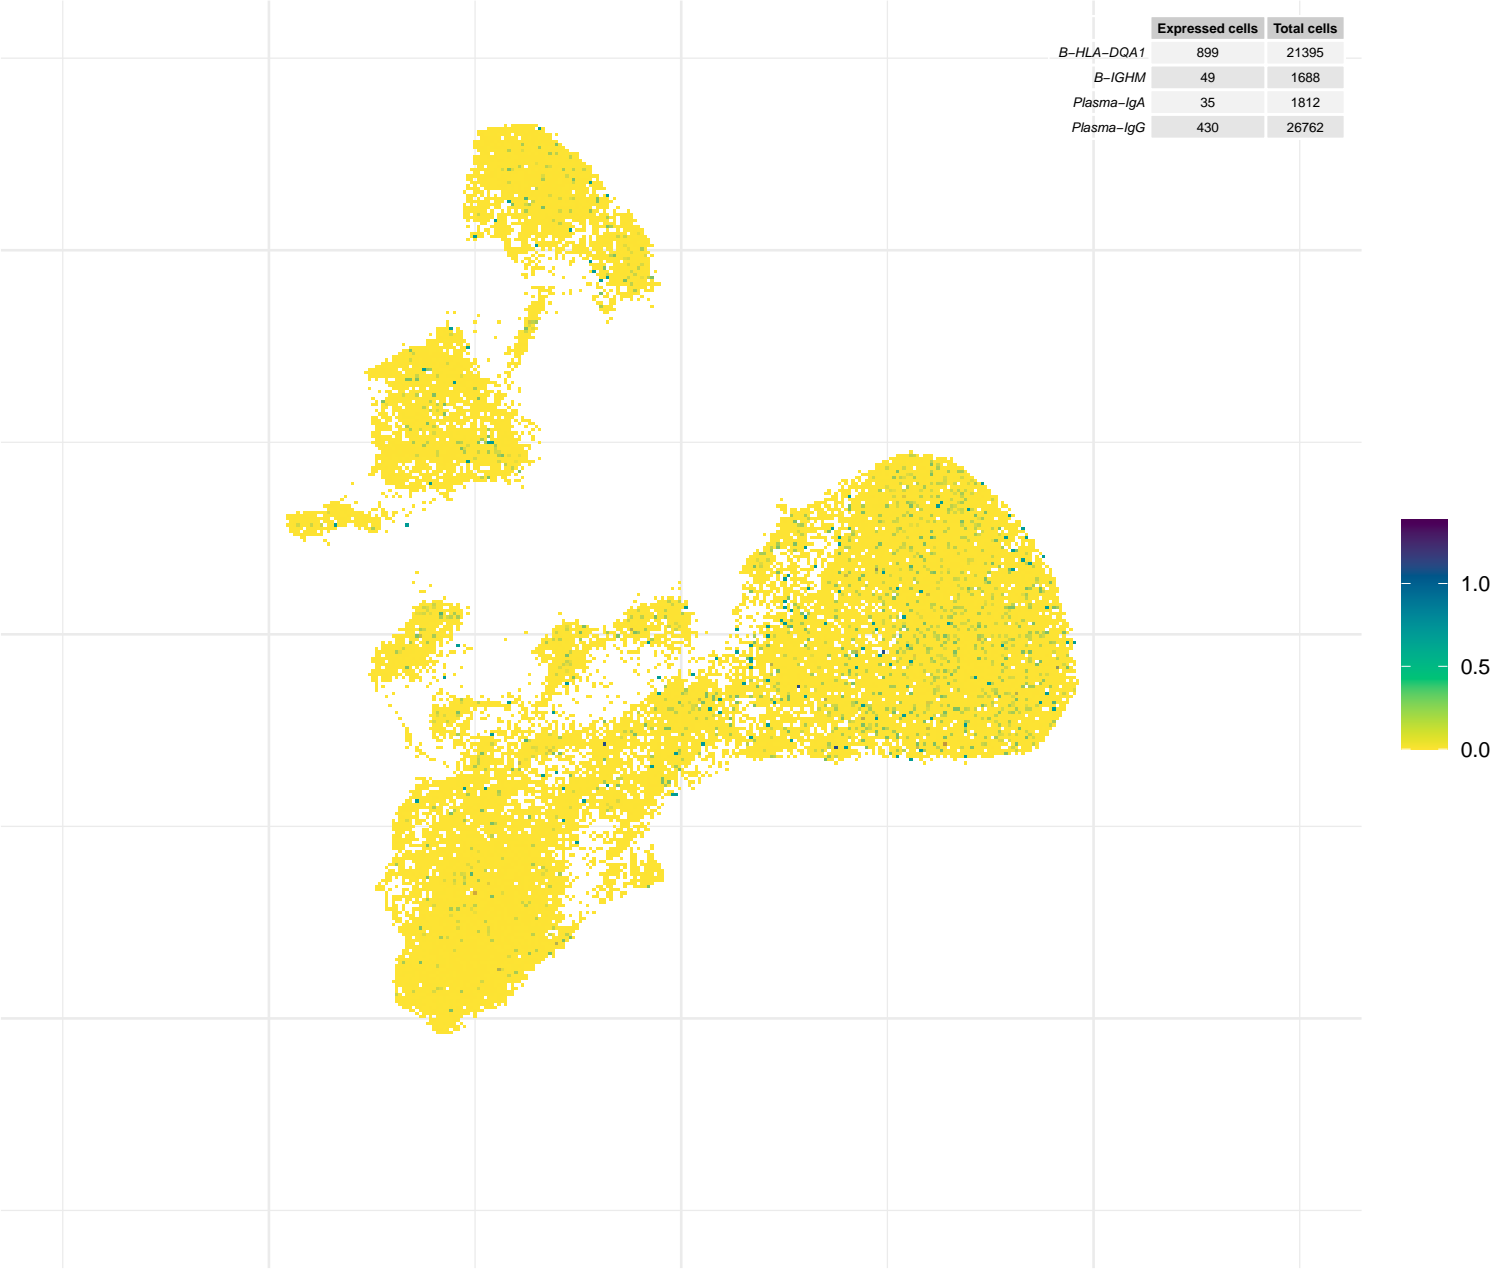 Expressed cells Total cells
B−HLA−DQA1 899 21395
B−IGHM 49 1688
Plasma−IgA 35 1812
Plasma−IgG 430 26762
1.0
0.5
0.0